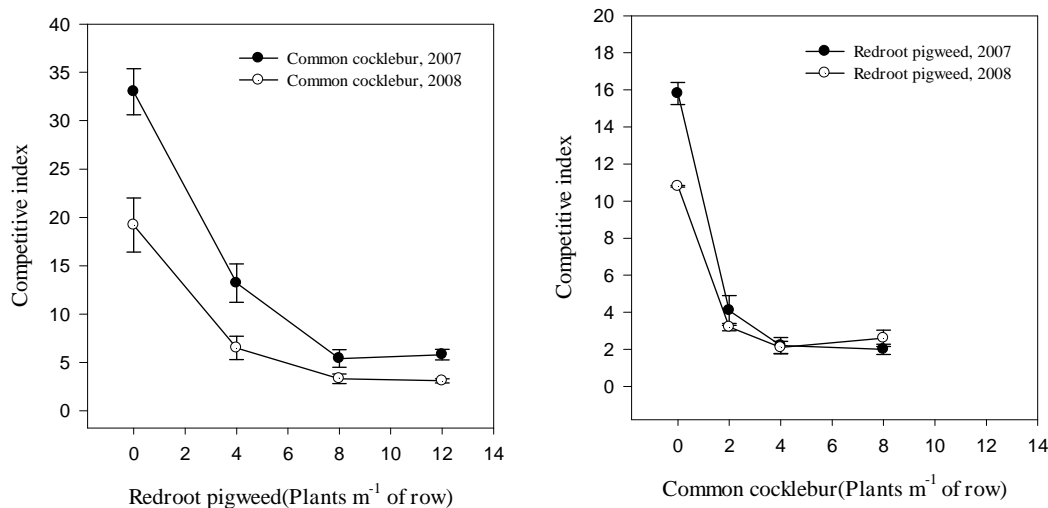 40
35
30
25
20
15
10
5
0
Competitive index
Common cocklebur, 2007
Common cocklebur, 2008
0 2 4 6 8 10 12 14
Redroot pigweed(Plants m⁻¹ of row)
20
18
16
14
12
10
8
6
4
2
0
Competitive index
Redroot pigweed, 2007
Redroot pigweed, 2008
0 2 4 6 8 10 12 14
Common cocklebur(Plants m⁻¹ of row)